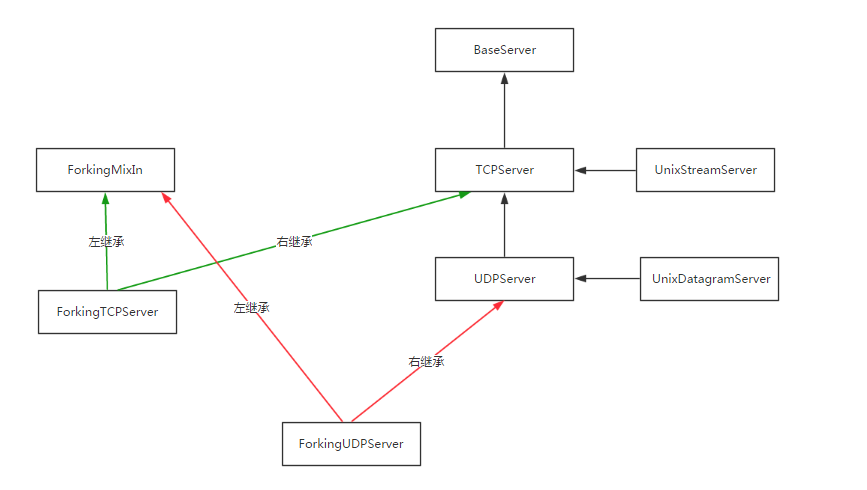 BaseServer
ForkingMixIn
TCPServer
UnixStreamServer
左继承
右继承
UDPServer
UnixDatagramServer
ForkingTCPServer
左继承
右继承
ForkingUDPServer